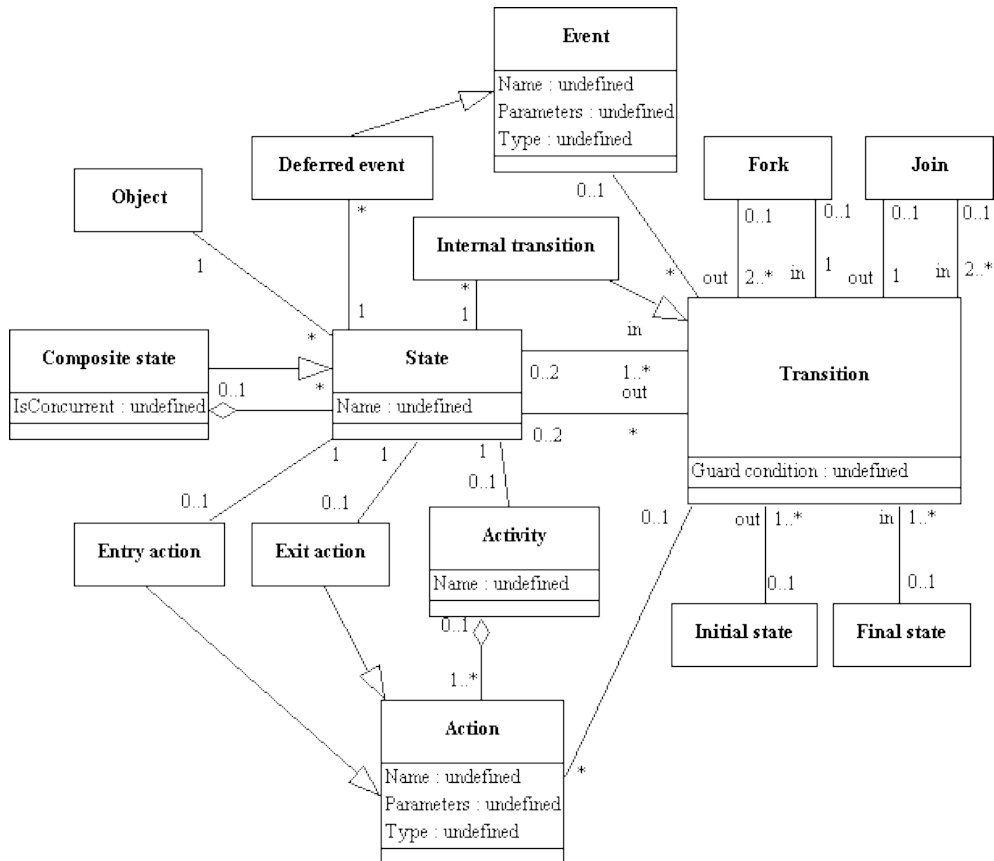 Event
Name : undefined
Parameters : undefined
Type : undefined
Deferred event
Fork
Join
Object
0..1
*
Internal transition
0..1
0..1
0..1
0..1
1
*
*
out
2..*
in
1
out
1
in
2..*
1
1
*
in
Composite state
State
0..1
*
0..2
1..*
Transition
IsConcurrent : undefined
Name : undefined
out
0..2
*
1
1
1
Guard condition : undefined
0..1
0..1
0..1
0..1
out
1..*
in
1..*
Entry action
Exit action
Activity
Name : undefined
0..1
0..1
0..1
Initial state
Final state
1..*
Action
Name : undefined
Parameters : undefined
Type : undefined
*